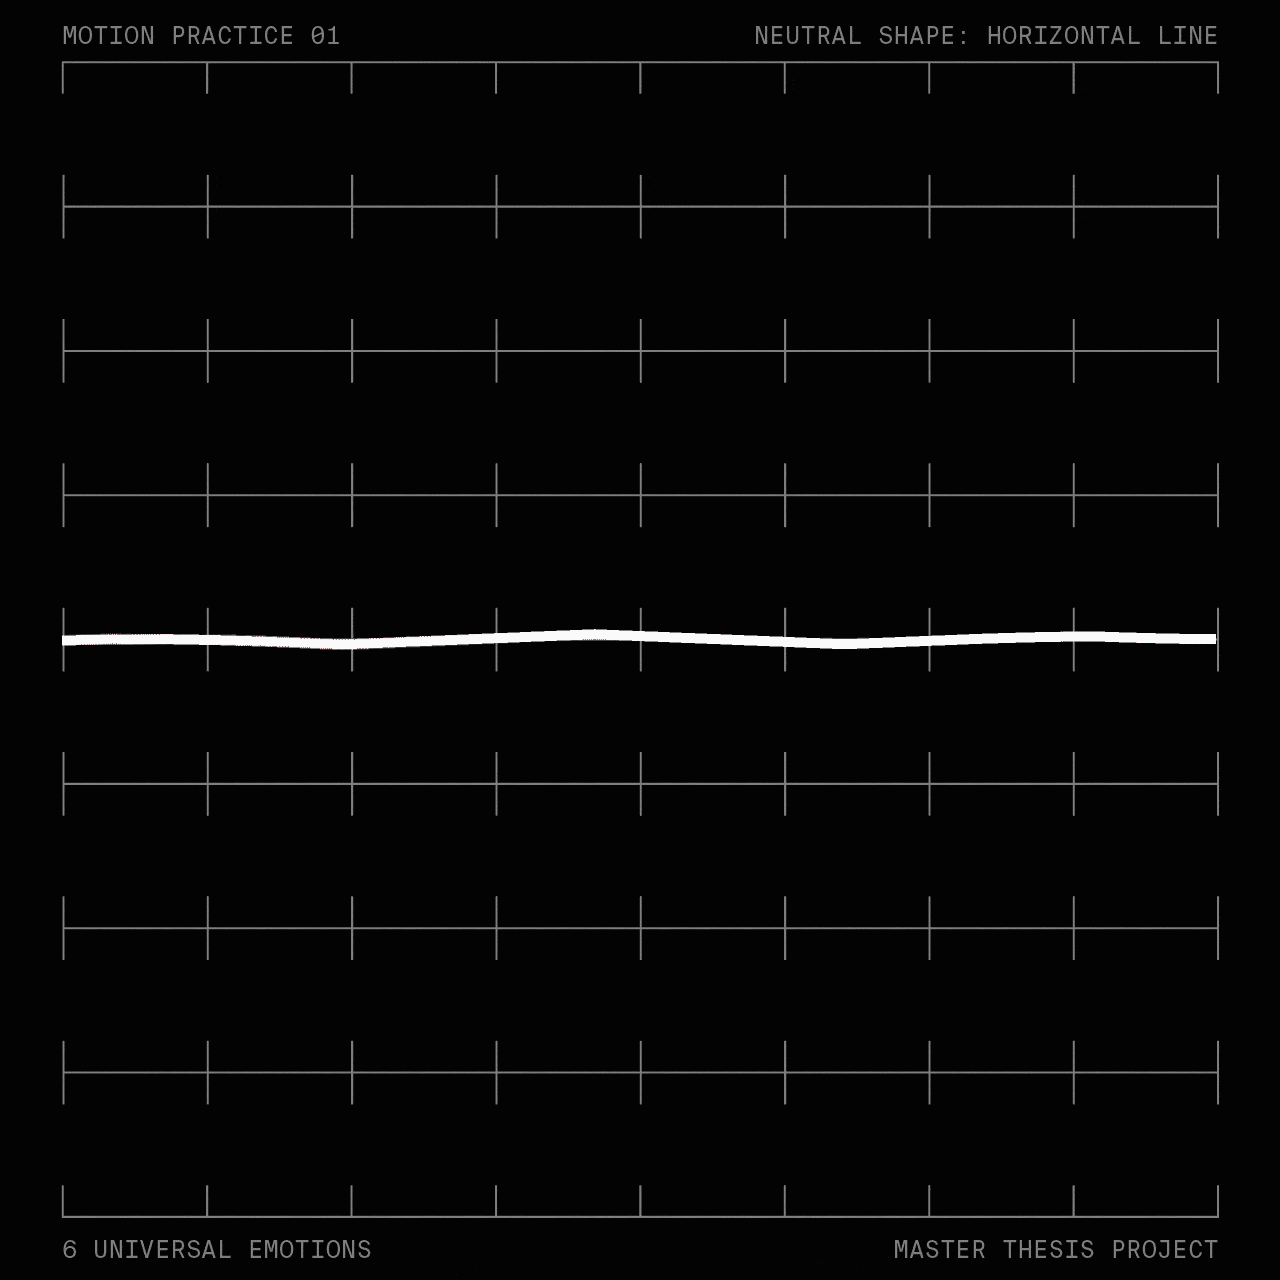 MOTION PRACTICE 01
NEUTRAL SHAPE: HORIZONTAL LINE
6 UNIVERSAL EMOTIONS
MASTER THESIS PROJECT